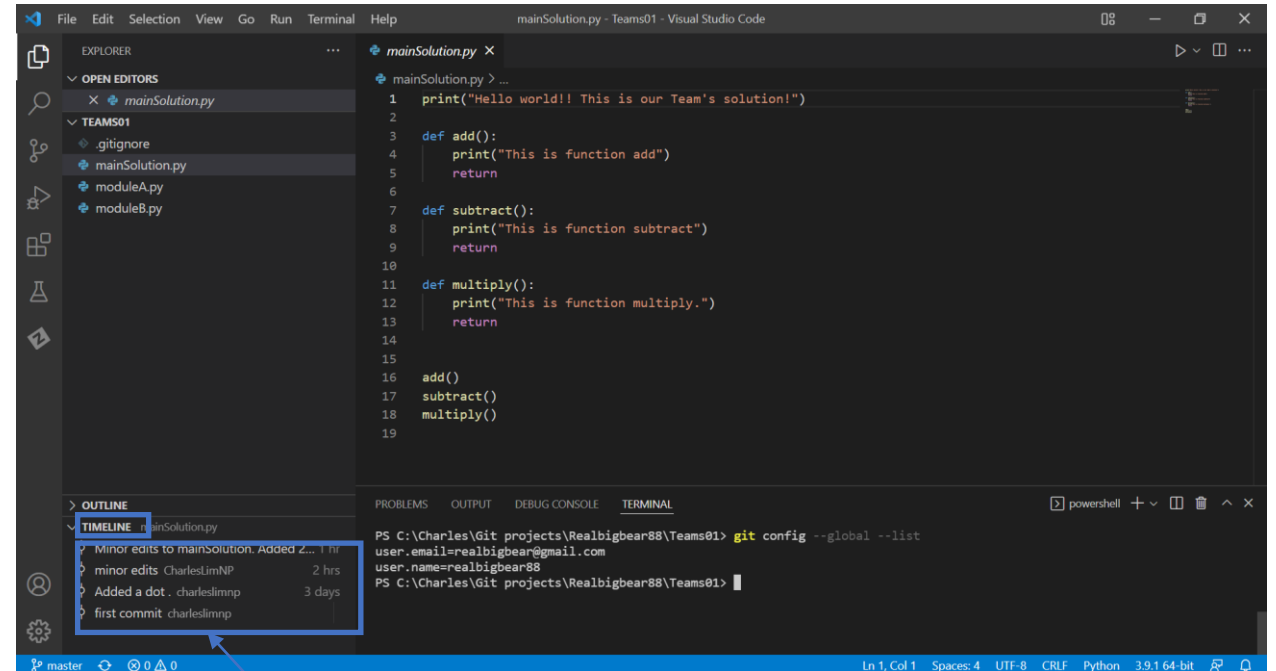 File Edit Selection View Go Run Terminal Help mainSolution.py - Teams01 - Visual Studio Code
EXPLORER
OPEN EDITORS
mainSolution.py
TEAMS01
.gitignore
mainSolution.py
moduleA.py
moduleB.py
OUTLINE
TIMELINE mainSolution.py
Minor edits to mainSolution. Added 2... 1 hr
minor edits CharlesLimNP 2 hrs
Added a dot . charleslimnp 3 days
first commit charleslimnp
mainSolution.py
mainSolution.py > ...
1 print("Hello world!! This is our Team's solution!")
2
3 def add():
4 print("This is function add")
5 return
6
7 def subtract():
8 print("This is function subtract")
9 return
10
11 def multiply():
12 print("This is function multiply.")
13 return
14
15
16 add()
17 subtract()
18 multiply()
19
PROBLEMS OUTPUT DEBUG CONSOLE TERMINAL powershell
PS C:\Charles\Git projects\Realbigbear88\Teams01> git config --global --list
user.email=realbigbear@gmail.com
user.name=realbigbear88
PS C:\Charles\Git projects\Realbigbear88\Teams01>
master 0 0 Ln 1, Col 1 Spaces: 4 UTF-8 CRLF Python 3.9.1 64-bit